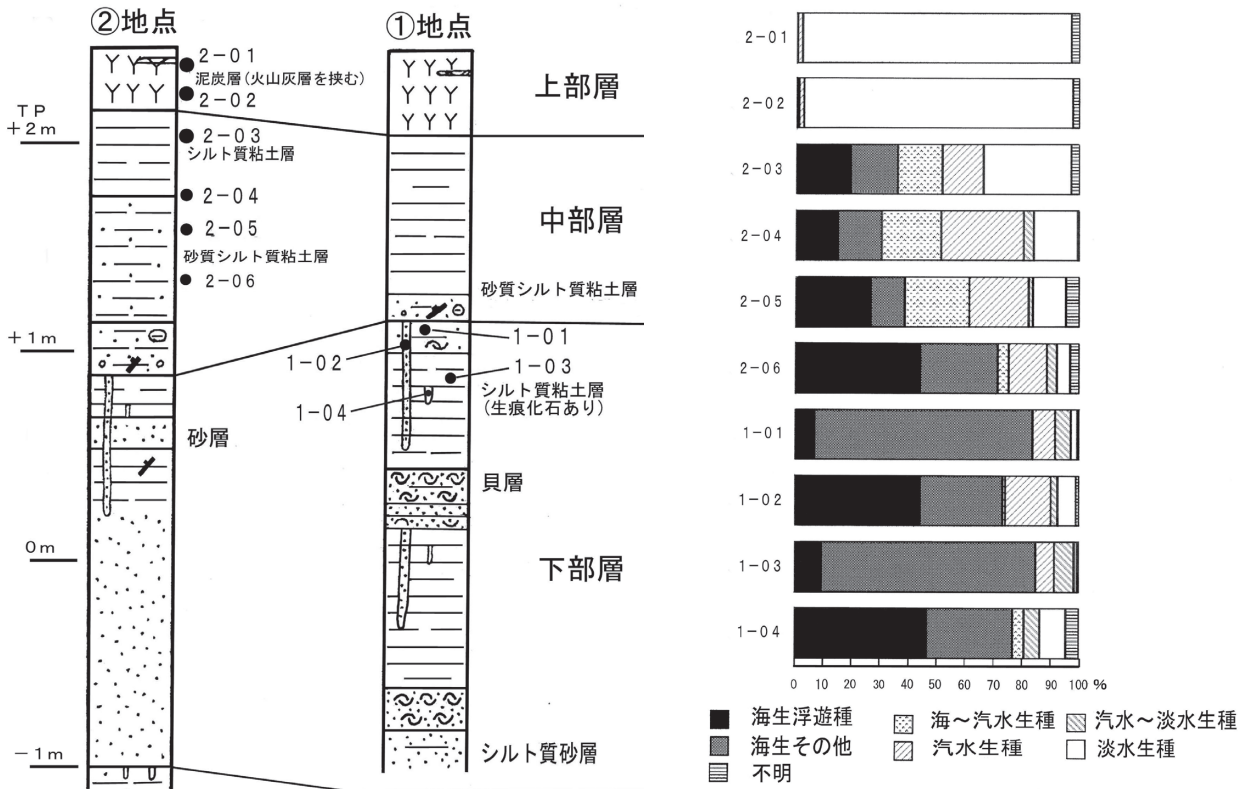 ②地点
①地点
2-01
泥炭層(火山灰層を挟む)
2-02
上部層
TP
+2m
2-03
シルト質粘土層
2-04
2-05
中部層
砂質シルト質粘土層
2-06
砂質シルト質粘土層
+1m
1-01
1-02
1-03
シルト質粘土層
(生痕化石あり)
1-04
砂層
貝層
0m
下部層
シルト質砂層
-1m
2-01
2-02
2-03
2-04
2-05
2-06
1-01
1-02
1-03
1-04
0 10 20 30 40 50 60 70 80 90 100 %
海生浮遊種 海～汽水生種 汽水～淡水生種
海生その他 汽水生種 淡水生種
不明